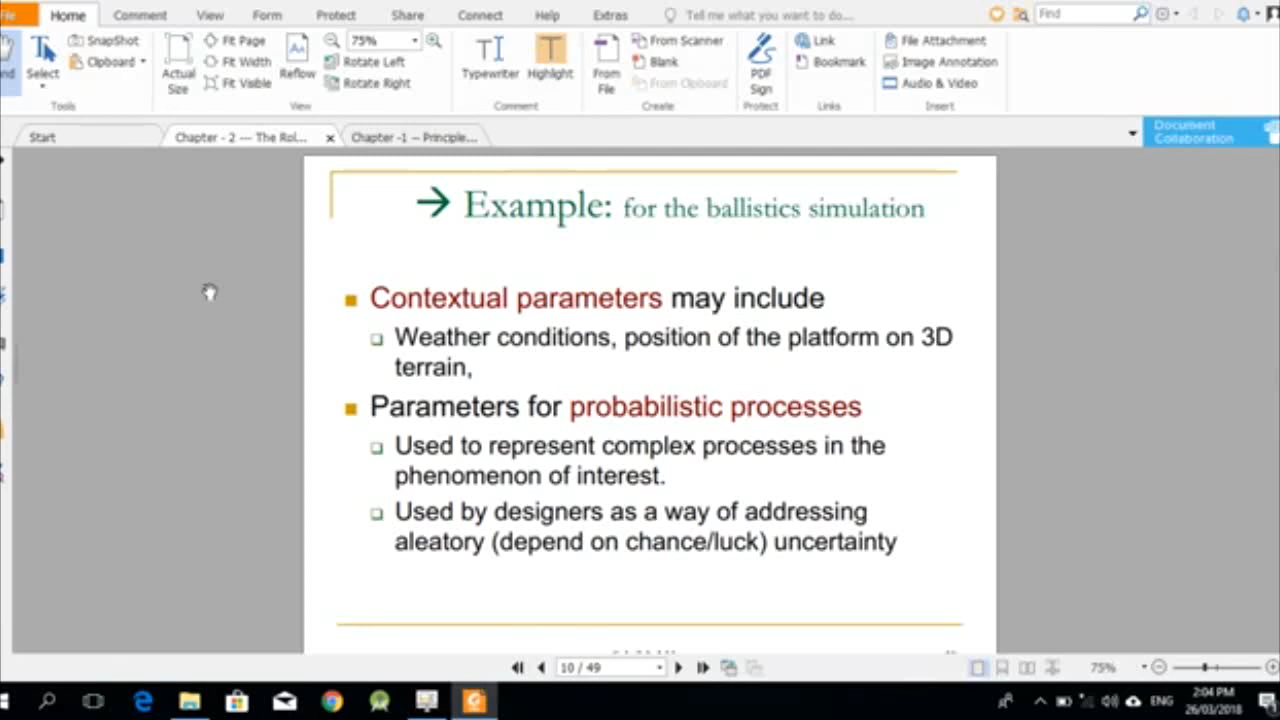 File Home Comment View Form Protect Share Connect Help Extras Tell me what you want to do... Find
SnapShot Fit Page 75% From Scanner Link File Attachment
Select Clipboard Actual Size Fit Width Reflow Rotate Left Typewriter Highlight From File Blank PDF Sign Bookmark Image Annotation
Fit Visible Rotate Right From Clipboard Audio & Video
Tools View Comment Create Protect Links Insert
Start Chapter - 2 --- The Rol... Chapter -1 -- Principle... Document
Collaboration
→ Example: for the ballistics simulation
Contextual parameters may include
Weather conditions, position of the platform on 3D
terrain,
Parameters for probabilistic processes
Used to represent complex processes in the
phenomenon of interest.
Used by designers as a way of addressing
aleatory (depend on chance/luck) uncertainty
10 / 49 75%
ENG 2:04 PM
26/03/2018